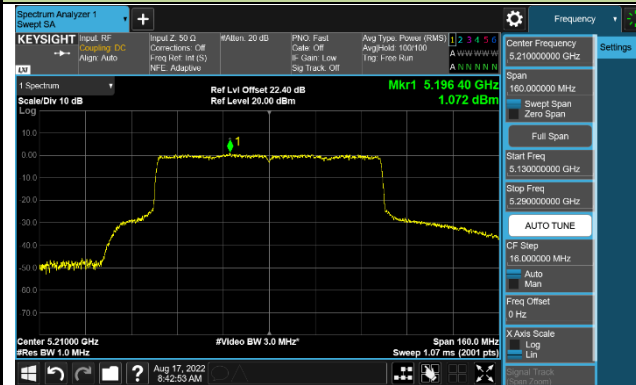 Spectrum Analyzer 1
Swept SA
Frequency
KEYSIGHT
Input: RF
Coupling: DC
Align: Auto
Input Z: 50 Ω
Corrections: Off
Freq Ref: Int (S)
NFE: Adaptive
#Atten: 20 dB
PNO: Fast
Gate: Off
IF Gain: Low
Sig Track: Off
Avg Type: Power (RMS)
Avg|Hold: 100/100
Trig: Free Run
1 2 3 4 5 6
A W W W W W
A N N N N N
LXI
1 Spectrum
Scale/Div 10 dB
Log
Ref Lvl Offset 22.40 dB
Ref Level 20.00 dBm
Mkr1 5.196 40 GHz
1.072 dBm
10.0
0.00
10.0
20.0
30.0
40.0
50.0
60.0
70.0
1
Center 5.21000 GHz
#Res BW 1.0 MHz
#Video BW 3.0 MHz*
Span 160.0 MHz
Sweep 1.07 ms (2001 pts)
?
Aug 17, 2022
8:42:53 AM
Center Frequency
5.210000000 GHz
Settings
Span
160.000000 MHz
Swept Span
Zero Span
Full Span
Start Freq
5.130000000 GHz
Stop Freq
5.290000000 GHz
AUTO TUNE
CF Step
16.000000 MHz
Auto
Man
Freq Offset
0 Hz
X Axis Scale
Log
Lin
Signal Track
(Span Zoom)